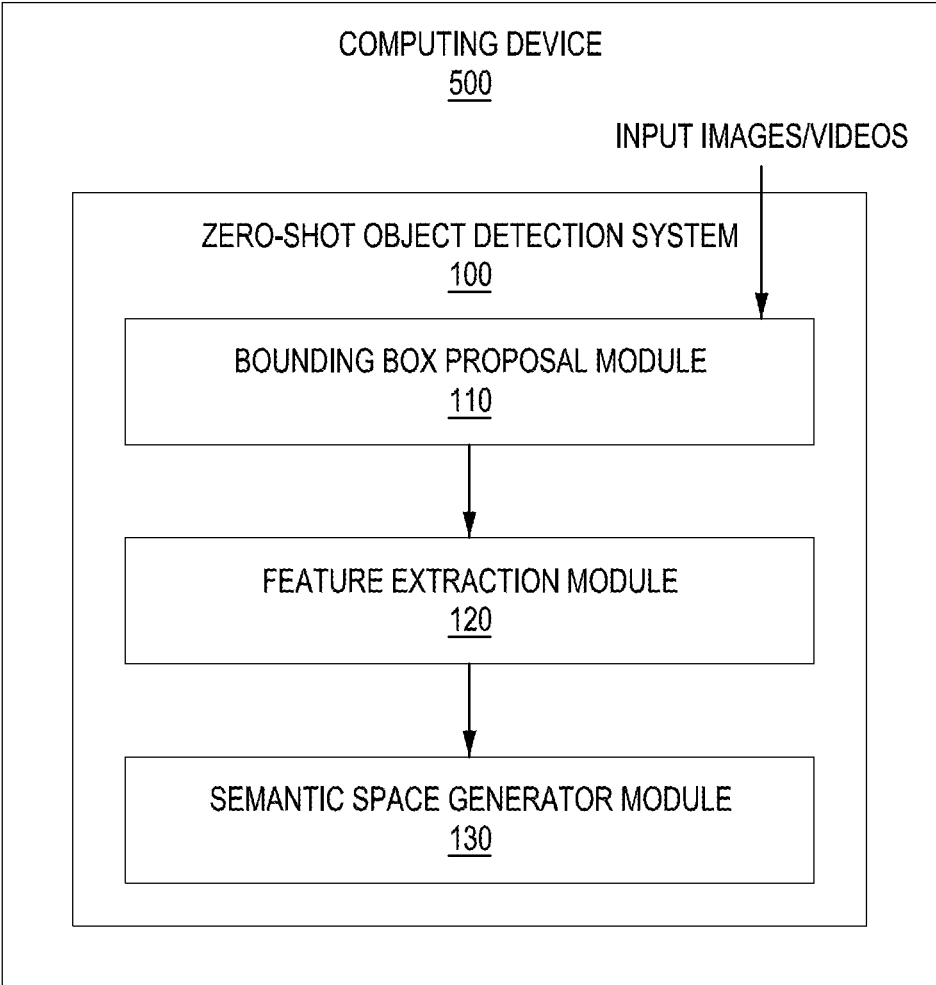 COMPUTING DEVICE
500
INPUT IMAGES/VIDEOS
ZERO-SHOT OBJECT DETECTION SYSTEM
100
BOUNDING BOX PROPOSAL MODULE
110
FEATURE EXTRACTION MODULE
120
SEMANTIC SPACE GENERATOR MODULE
130